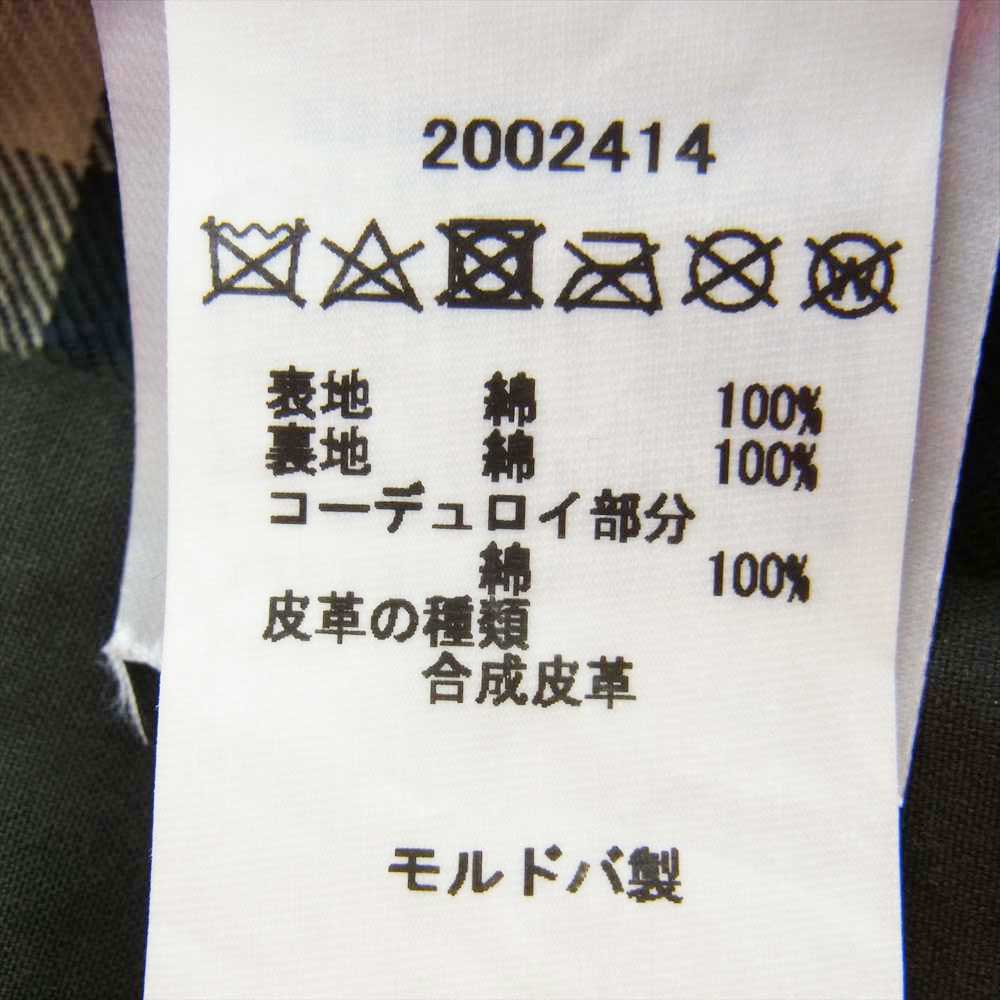 2002414
W
表地 綿 100%
裏地 綿 100%
コーデュロイ部分
綿 100%
皮革の種類
合成皮革
モルドバ製